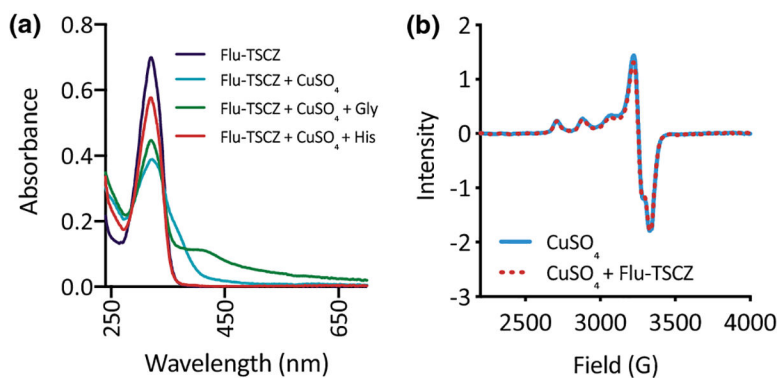 (a)
0.8
0.6
0.4
0.2
0.0
Absorbance
250
450
650
Wavelength (nm)
Flu-TSCZ
Flu-TSCZ + CuSO₄
Flu-TSCZ + CuSO₄ + Gly
Flu-TSCZ + CuSO₄ + His
(b)
2
1
0
-1
-2
-3
Intensity
2500
3000
3500
4000
Field (G)
CuSO₄
CuSO₄ + Flu-TSCZ